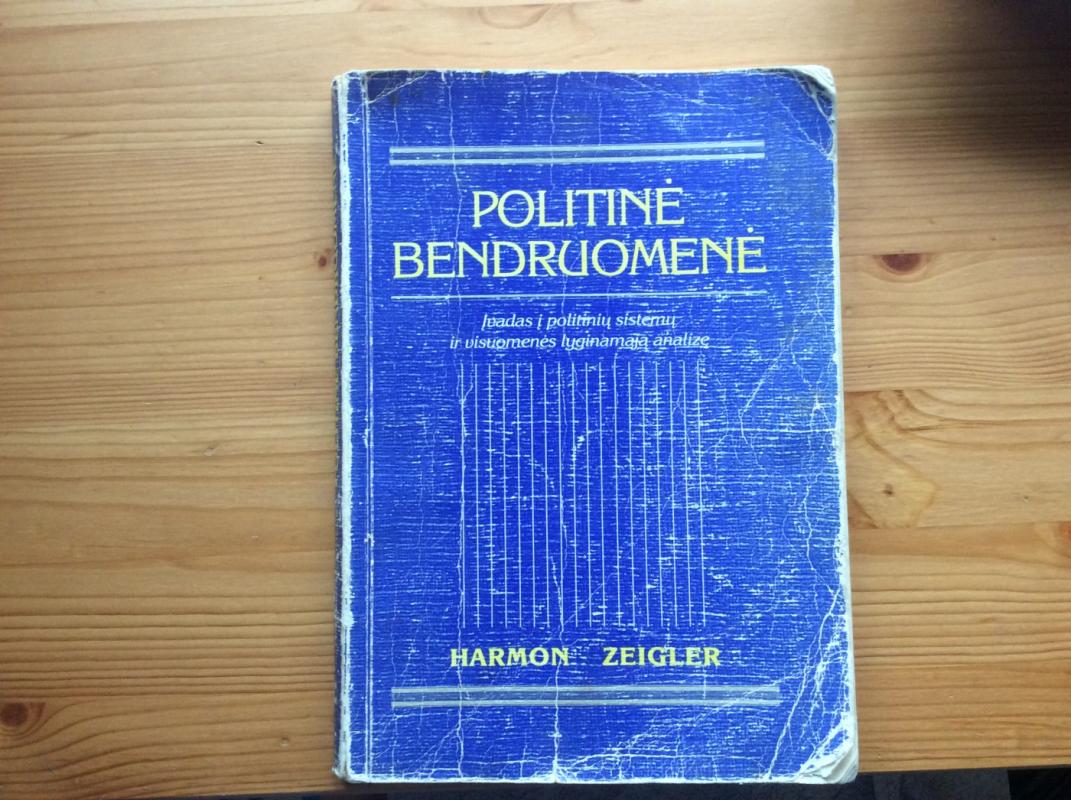 POLITINĖ
BENDRUOMENĖ
Įvadas į politinių sistemų
ir visuomenės lyginamąją analizę
HARMON ZEIGLER